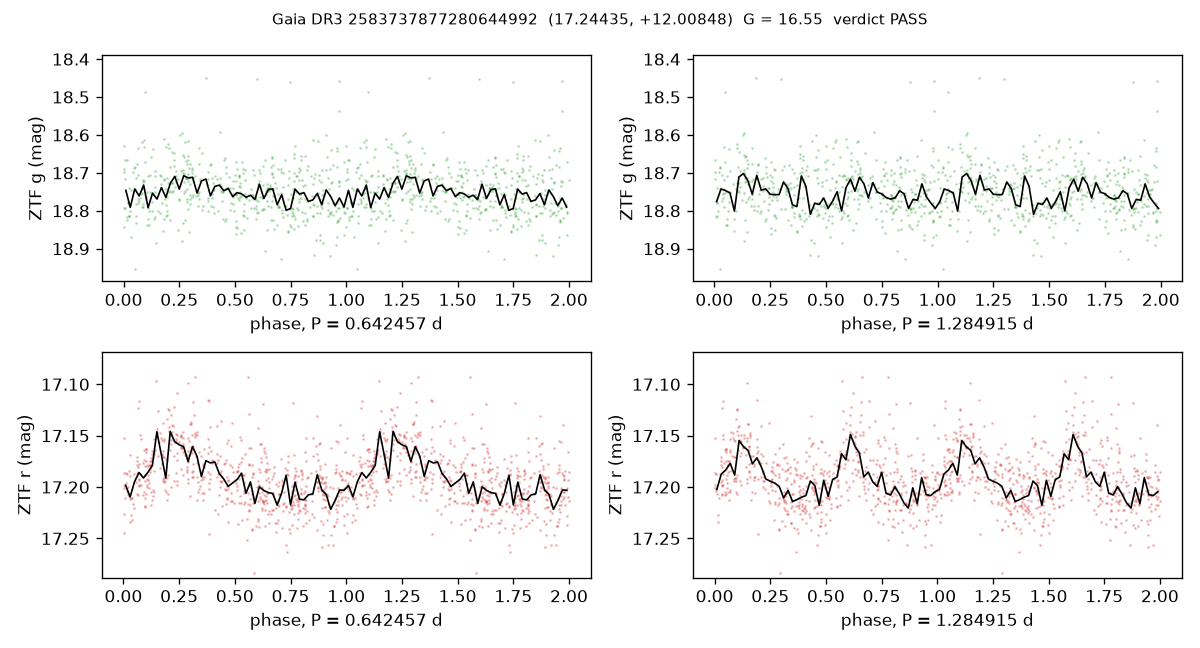 Gaia DR3 2583737877280644992 (17.24435, +12.00848) G = 16.55 verdict PASS
ZTF g (mag)
18.4
18.5
18.6
18.7
18.8
18.9
0.00 0.25 0.50 0.75 1.00 1.25 1.50 1.75 2.00
phase, P = 0.642457 d
ZTF g (mag)
18.4
18.5
18.6
18.7
18.8
18.9
0.00 0.25 0.50 0.75 1.00 1.25 1.50 1.75 2.00
phase, P = 1.284915 d
ZTF r (mag)
17.10
17.15
17.20
17.25
0.00 0.25 0.50 0.75 1.00 1.25 1.50 1.75 2.00
phase, P = 0.642457 d
ZTF r (mag)
17.10
17.15
17.20
17.25
0.00 0.25 0.50 0.75 1.00 1.25 1.50 1.75 2.00
phase, P = 1.284915 d